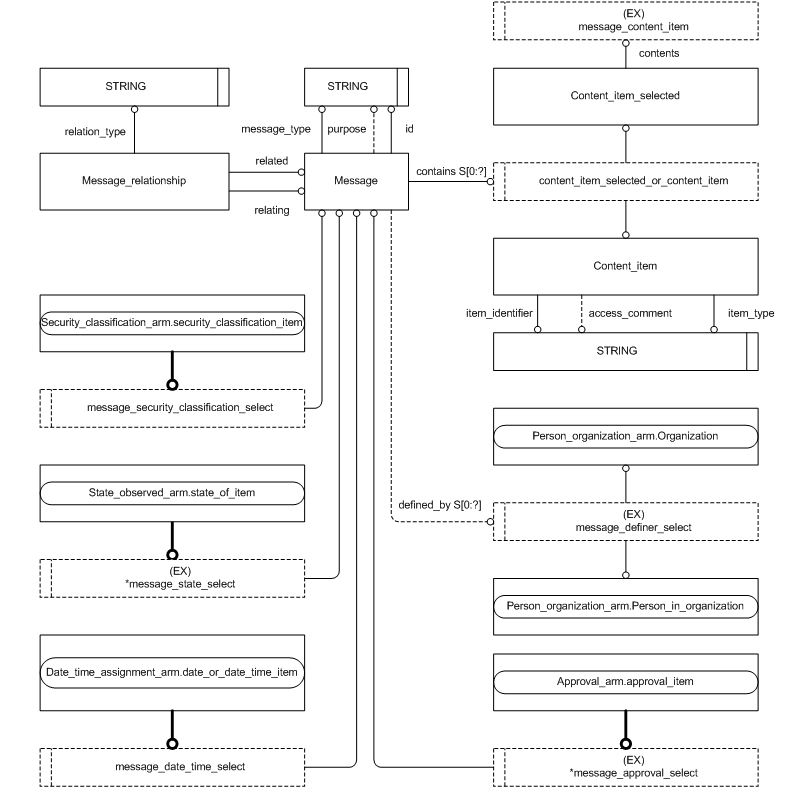 (EX)
message_content_item
contents
STRING
STRING
Content_item_selected
relation_type
message_type
purpose
id
Message_relationship
related
relating
Message
contains S[0:?]
content_item_selected_or_content_item
Content_item
item_identifier
access_comment
item_type
STRING
Security_classification_arm.security_classification_item
message_security_classification_select
Person_organization_arm.Organization
State_observed_arm.state_of_item
defined_by S[0:?]
(EX)
message_definer_select
(EX)
*message_state_select
Person_organization_arm.Person_in_organization
Date_time_assignment_arm.date_or_date_time_item
Approval_arm.approval_item
message_date_time_select
(EX)
*message_approval_select